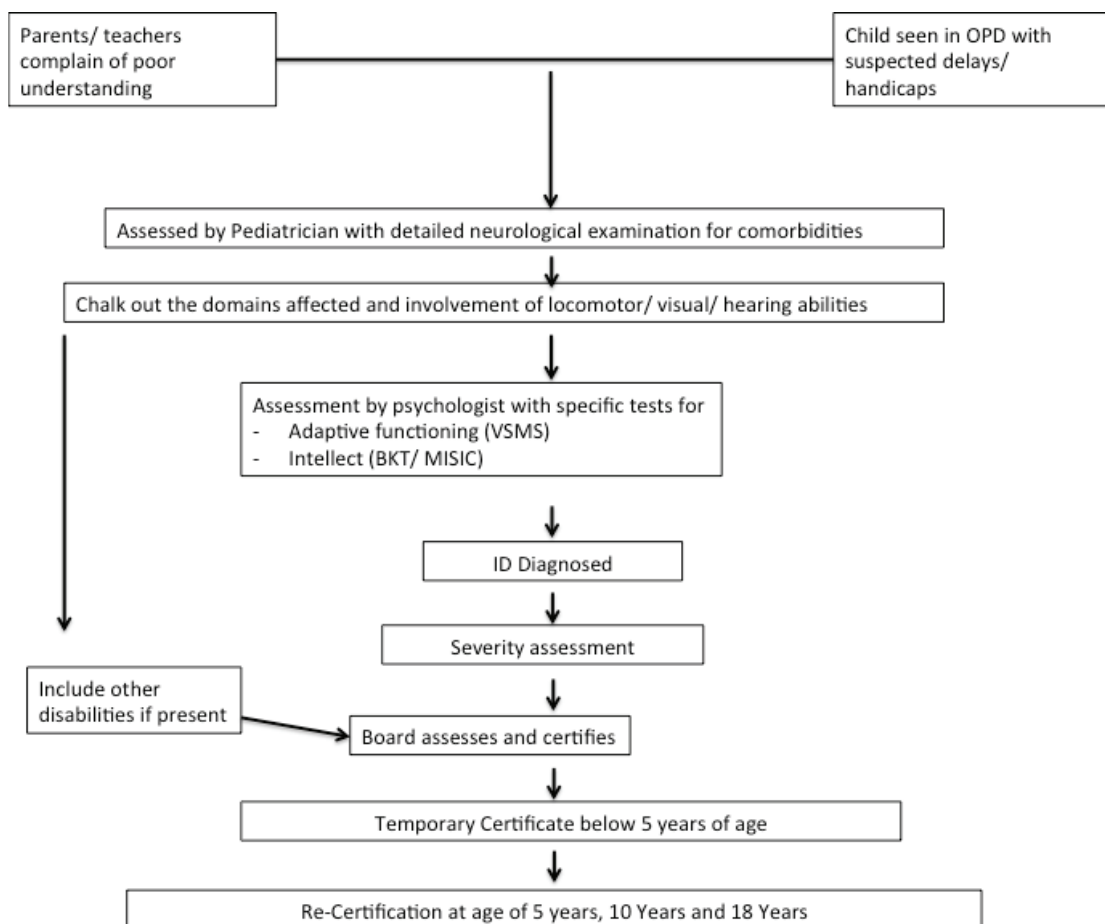 Parents/ teachers
complain of poor
understanding
Child seen in OPD with
suspected delays/
handicaps
Assessed by Pediatrician with detailed neurological examination for comorbidities
Chalk out the domains affected and involvement of locomotor/ visual/ hearing abilities
Assessment by psychologist with specific tests for
- Adaptive functioning (VSMS)
- Intellect (BKT/ MISIC)
ID Diagnosed
Severity assessment
Include other
disabilities if present
Board assesses and certifies
Temporary Certificate below 5 years of age
Re-Certification at age of 5 years, 10 Years and 18 Years